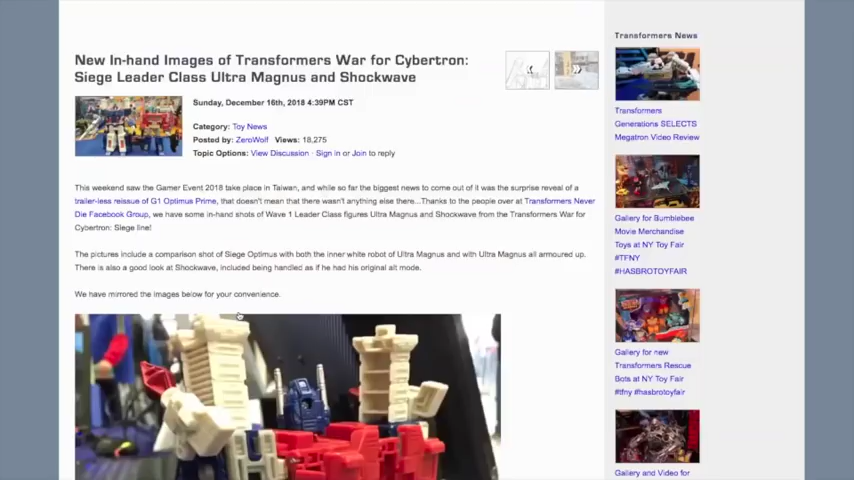 Transformers News
New In-hand Images of Transformers War for Cybertron:
Siege Leader Class Ultra Magnus and Shockwave
Sunday, December 16th, 2018 4:39PM CST
Category: Toy News
Posted by: ZeroWolf Views: 18,275
Topic Options: View Discussion · Sign in or Join to reply
This weekend saw the Gamer Event 2018 take place in Taiwan, and while so far the biggest news to come out of it was the surprise reveal of a
trailer-less reissue of G1 Optimus Prime, that doesn't mean that there wasn't anything else there...Thanks to the people over at Transformers Never
Die Facebook Group, we have some in-hand shots of Wave 1 Leader Class figures Ultra Magnus and Shockwave from the Transformers War for
Cybertron: Siege line!
The pictures include a comparison shot of Siege Optimus with both the inner white robot of Ultra Magnus and with Ultra Magnus all armoured up.
There is also a good look at Shockwave, included being handled as if he had his original alt mode.
We have mirrored the images below for your convenience.
Transformers
Generations SELECTS
Megatron Video Review
Gallery for Bumblebee
Movie Merchandise
Toys at NY Toy Fair
#TFNY
#HASBROTOYFAIR
Gallery for new
Transformers Rescue
Bots at NY Toy Fair
#tfny #hasbrotoyfair
Gallery and Video for